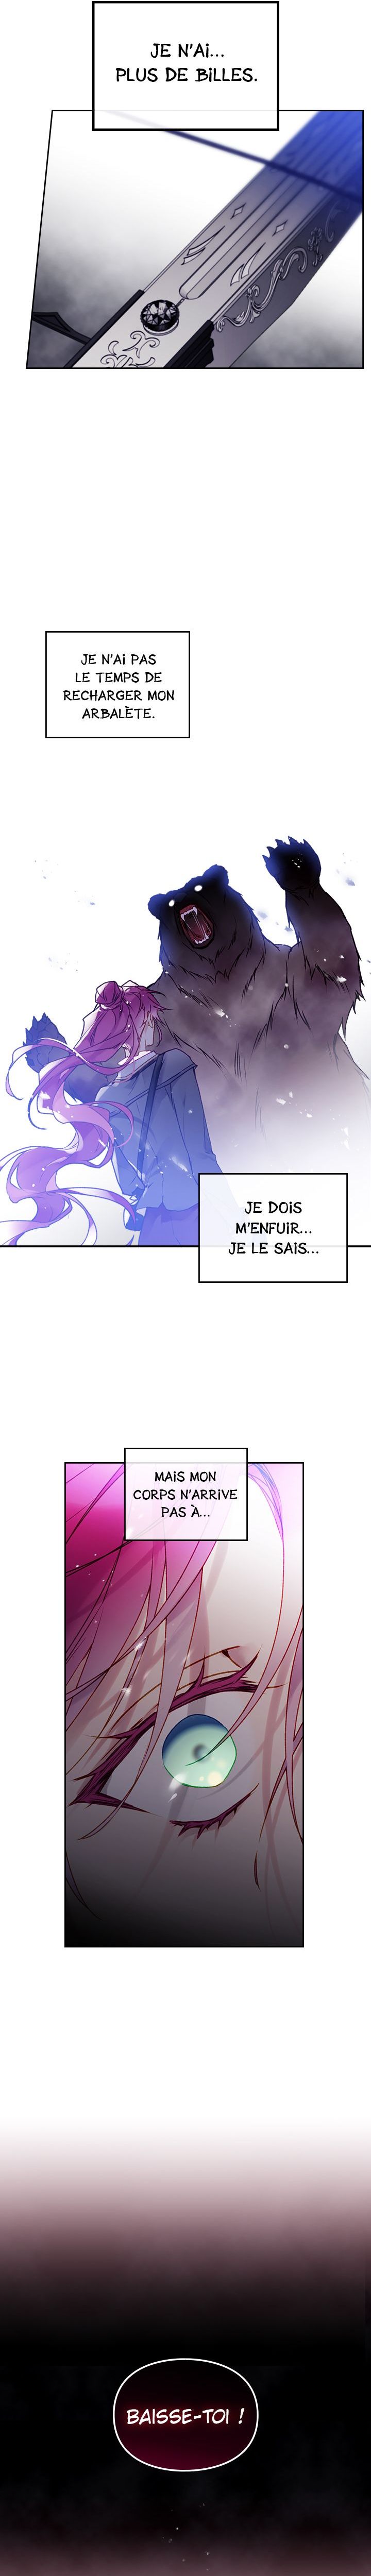 JE N'AI...
PLUS DE BILLES.
JE N'AI PAS
LE TEMPS DE
RECHARGER MON
ARBALÈTE.
JE DOIS
M'ENFUIR...
JE LE SAIS...
MAIS MON
CORPS N'ARRIVE
PAS À...
BAISSE-TOI !